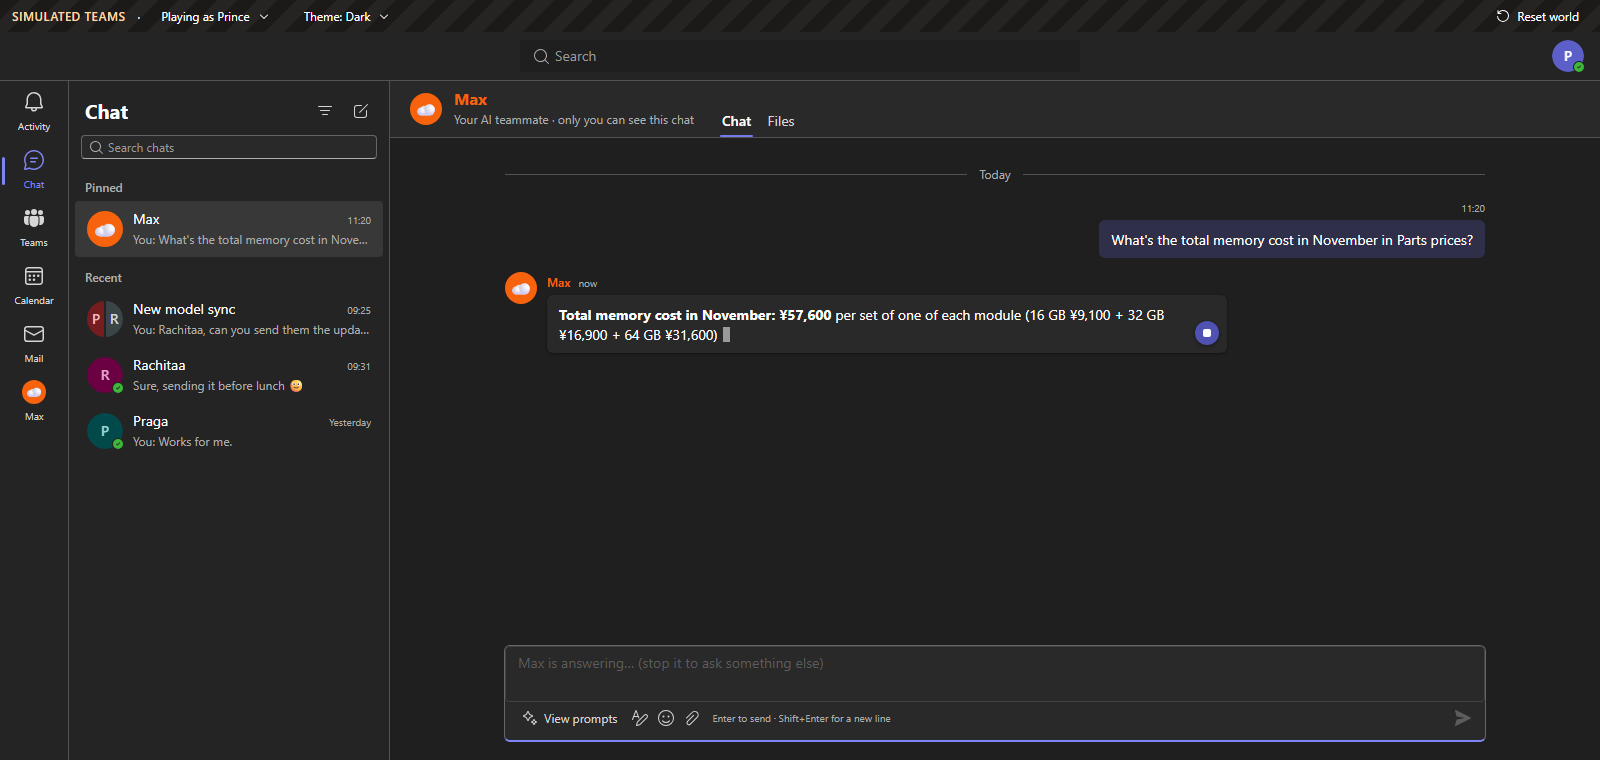 SIMULATED TEAMS · Playing as Prince Theme: Dark Reset world
Search
P
Activity
Chat
Teams
Calendar
Mail
Max
Chat
Search chats
Pinned
Max 11:20
You: What's the total memory cost in Nove...
Recent
P R
New model sync 09:25
You: Rachitaa, can you send them the upda...
R
Rachitaa 09:31
Sure, sending it before lunch
P
Praga Yesterday
You: Works for me.
Max
Your AI teammate · only you can see this chat
Chat Files
Today
11:20
What's the total memory cost in November in Parts prices?
Max now
Total memory cost in November: ¥57,600 per set of one of each module (16 GB ¥9,100 + 32 GB
¥16,900 + 64 GB ¥31,600)
Max is answering... (stop it to ask something else)
View prompts Enter to send · Shift+Enter for a new line